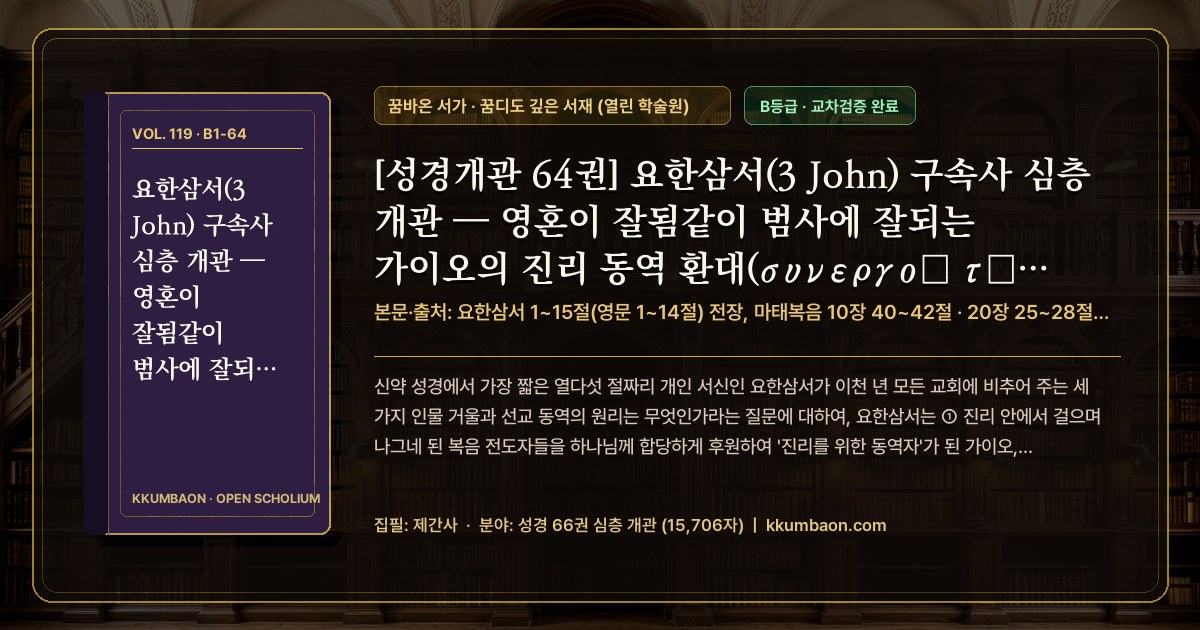 VOL. 119 · B1-64
요한삼서(3
John) 구속사
심층 개관 —
영혼이
잘됨같이
범사에 잘되…
KKUMBAON · OPEN SCHOLIUM
꿈바온 서가 · 꿈디도 깊은 서재 (열린 학술원)
B등급 · 교차검증 완료
[성경개관 64권] 요한삼서(3 John) 구속사 심층
개관 — 영혼이 잘됨같이 범사에 잘되는
가이오의 진리 동역 환대(συνεργο□ τ□…
본문·출처: 요한삼서 1~15절(영문 1~14절) 전장, 마태복음 10장 40~42절 · 20장 25~28절…
신약 성경에서 가장 짧은 열다섯 절짜리 개인 서신인 요한삼서가 이천 년 모든 교회에 비추어 주는 세
가지 인물 거울과 선교 동역의 원리는 무엇인가라는 질문에 대하여, 요한삼서는 ① 진리 안에서 걸으며
나그네 된 복음 전도자들을 하나님께 합당하게 후원하여 '진리를 위한 동역자'가 된 가이오,…
집필: 제간사 · 분야: 성경 66권 심층 개관 (15,706자) | kkumbaon.com